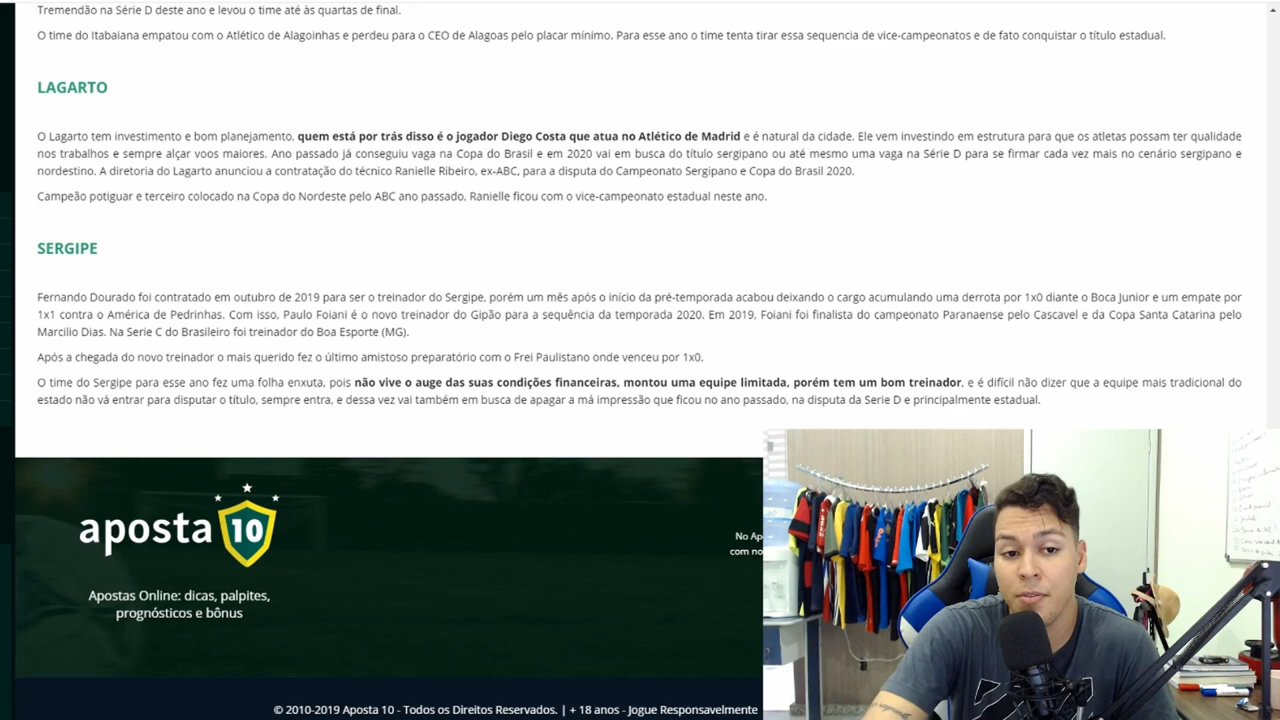 Tremendão na Série D deste ano e levou o time até às quartas de final.
O time do Itabaiana empatou com o Atlético de Alagoinhas e perdeu para o CEO de Alagoas pelo placar mínimo. Para esse ano o time tenta tirar essa sequencia de vice-campeonatos e de fato conquistar o título estadual.
LAGARTO
O Lagarto tem investimento e bom planejamento, quem está por trás disso é o jogador Diego Costa que atua no Atlético de Madrid e é natural da cidade. Ele vem investindo em estrutura para que os atletas possam ter qualidade
nos trabalhos e sempre alçar voos maiores. Ano passado já conseguiu vaga na Copa do Brasil e em 2020 vai em busca do título sergipano ou até mesmo uma vaga na Série D para se firmar cada vez mais no cenário sergipano e
nordestino. A diretoria do Lagarto anunciou a contratação do técnico Ranielle Ribeiro, ex-ABC, para a disputa do Campeonato Sergipano e Copa do Brasil 2020.
Campeão potiguar e terceiro colocado na Copa do Nordeste pelo ABC ano passado, Ranielle ficou com o vice-campeonato estadual neste ano.
SERGIPE
Fernando Dourado foi contratado em outubro de 2019 para ser o treinador do Sergipe, porém um mês após o início da pré-temporada acabou deixando o cargo acumulando uma derrota por 1x0 diante o Boca Junior e um empate por
1x1 contra o América de Pedrinhas. Com isso, Paulo Foiani é o novo treinador do Gipão para a sequência da temporada 2020. Em 2019, Foiani foi finalista do campeonato Paranaense pelo Cascavel e da Copa Santa Catarina pelo
Marcilio Dias. Na Serie C do Brasileiro foi treinador do Boa Esporte (MG).
Após a chegada do novo treinador o mais querido fez o último amistoso preparatório com o Frei Paulistano onde venceu por 1x0.
O time do Sergipe para esse ano fez uma folha enxuta, pois não vive o auge das suas condições financeiras, montou uma equipe limitada, porém tem um bom treinador, e é difícil não dizer que a equipe mais tradicional do
estado não vá entrar para disputar o título, sempre entra, e dessa vez vai também em busca de apagar a má impressão que ficou no ano passado, na disputa da Serie D e principalmente estadual.
aposta 10
Apostas Online: dicas, palpites,
prognósticos e bônus
No Ap
com no
© 2010-2019 Aposta 10 - Todos os Direitos Reservados. | + 18 anos - Jogue Responsavelmente